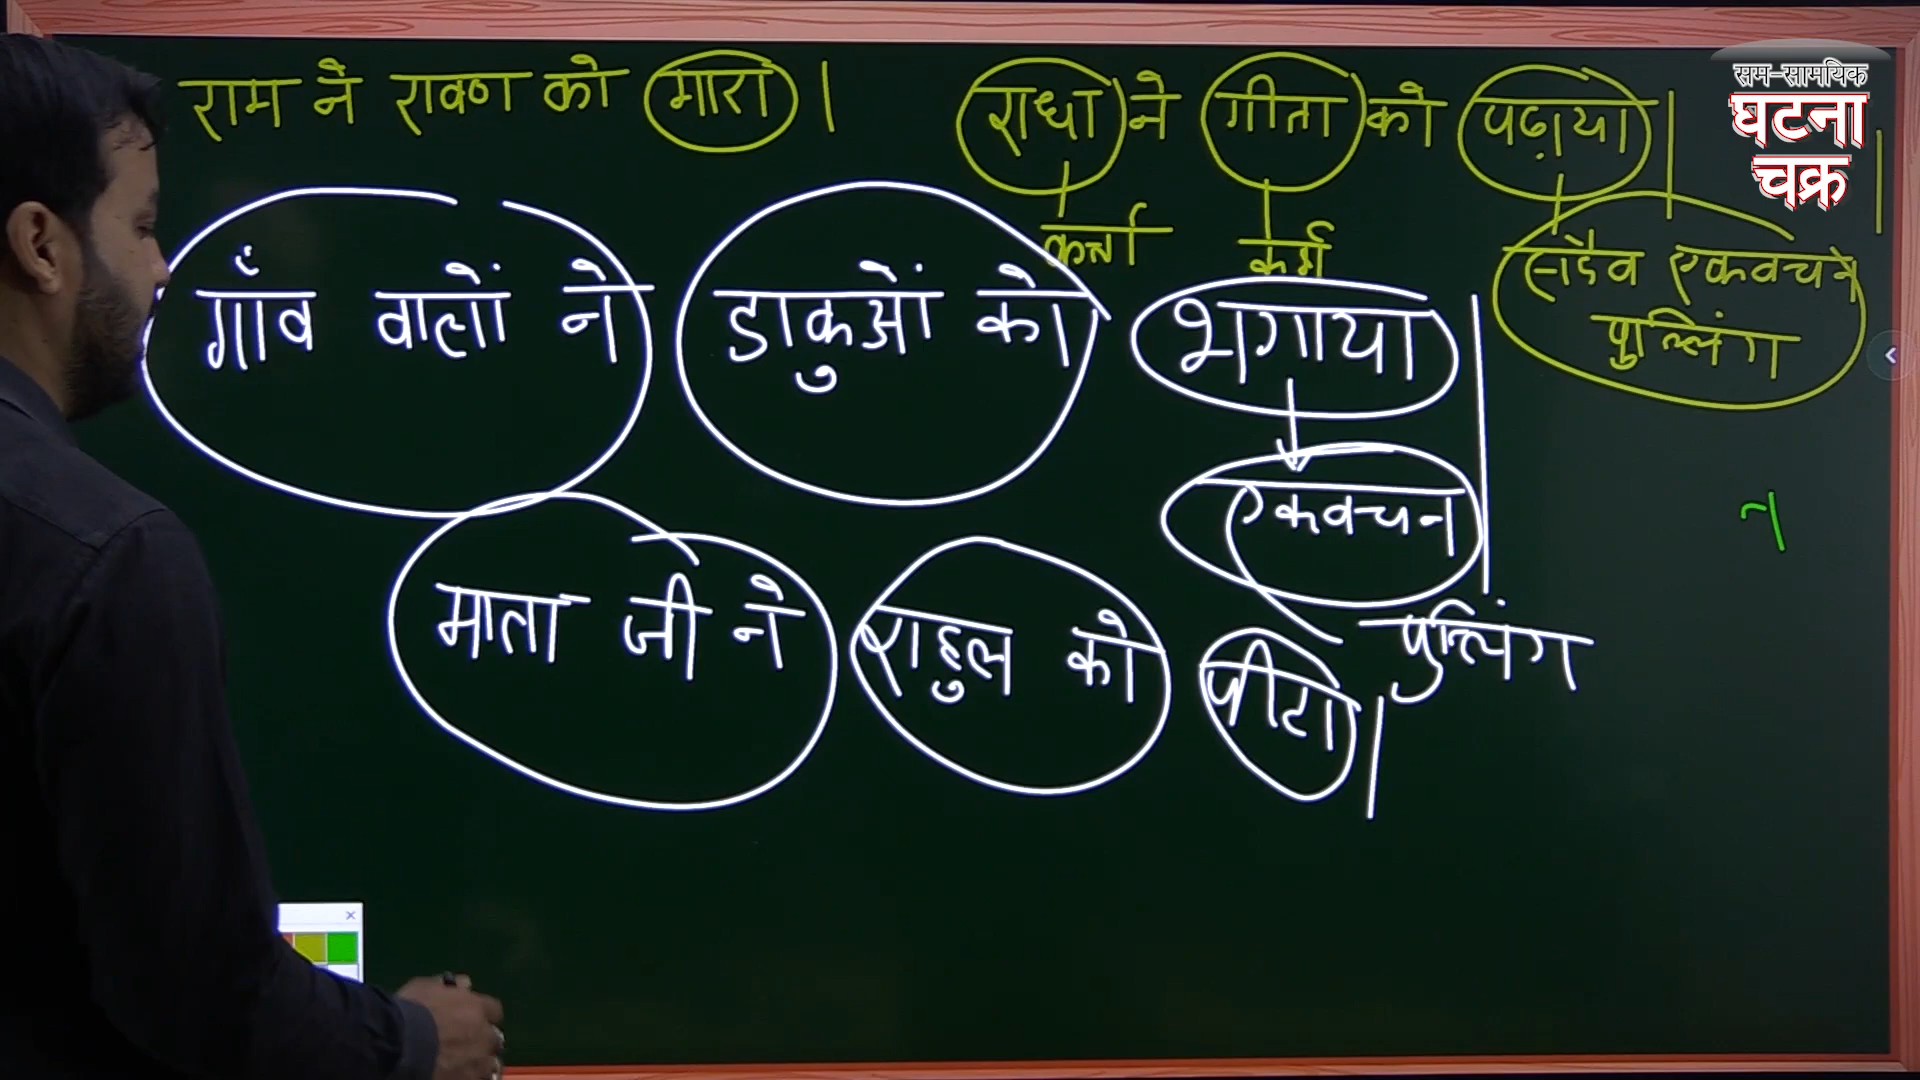 राम ने रावण को मारा।
राधा ने गीता को पढ़ाया।
कर्त्ता
कर्म
सदैव एकवचन
पुल्लिंग
गाँव वालों ने डाकुओं को भगाया।
एकवचन
पुल्लिंग
माता जी ने राहुल को पीटा।
सम-सामयिक
घटना
चक्र